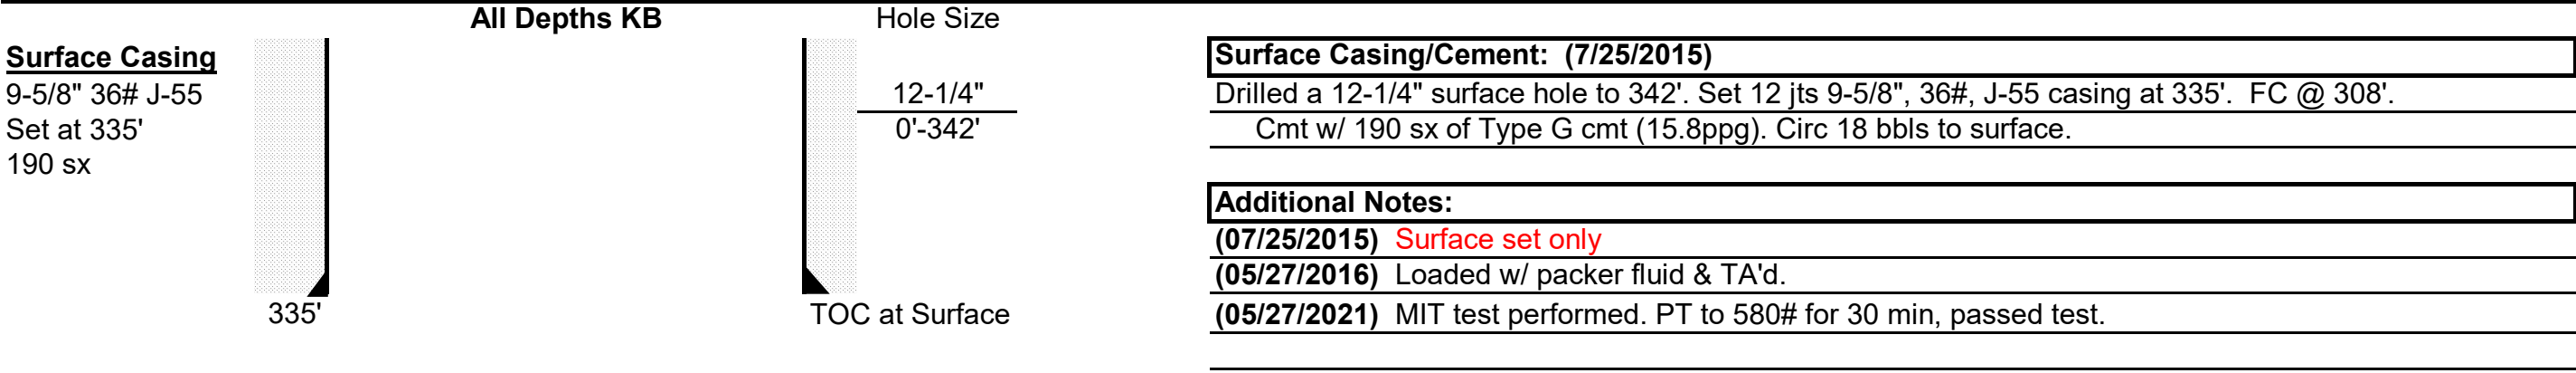 All Depths KB
Hole Size
Surface Casing
9-5/8" 36# J-55
Set at 335'
190 sx
12-1/4"
0'-342'
335'
TOC at Surface
Surface Casing/Cement:  (7/25/2015)
Drilled a 12-1/4" surface hole to 342'. Set 12 jts 9-5/8", 36#, J-55 casing at 335'.  FC @ 308'.
Cmt w/ 190 sx of Type G cmt (15.8ppg). Circ 18 bbls to surface.
Additional Notes:
(07/25/2015)  Surface set only
(05/27/2016)  Loaded w/ packer fluid & TA'd.
(05/27/2021)  MIT test performed. PT to 580# for 30 min, passed test.